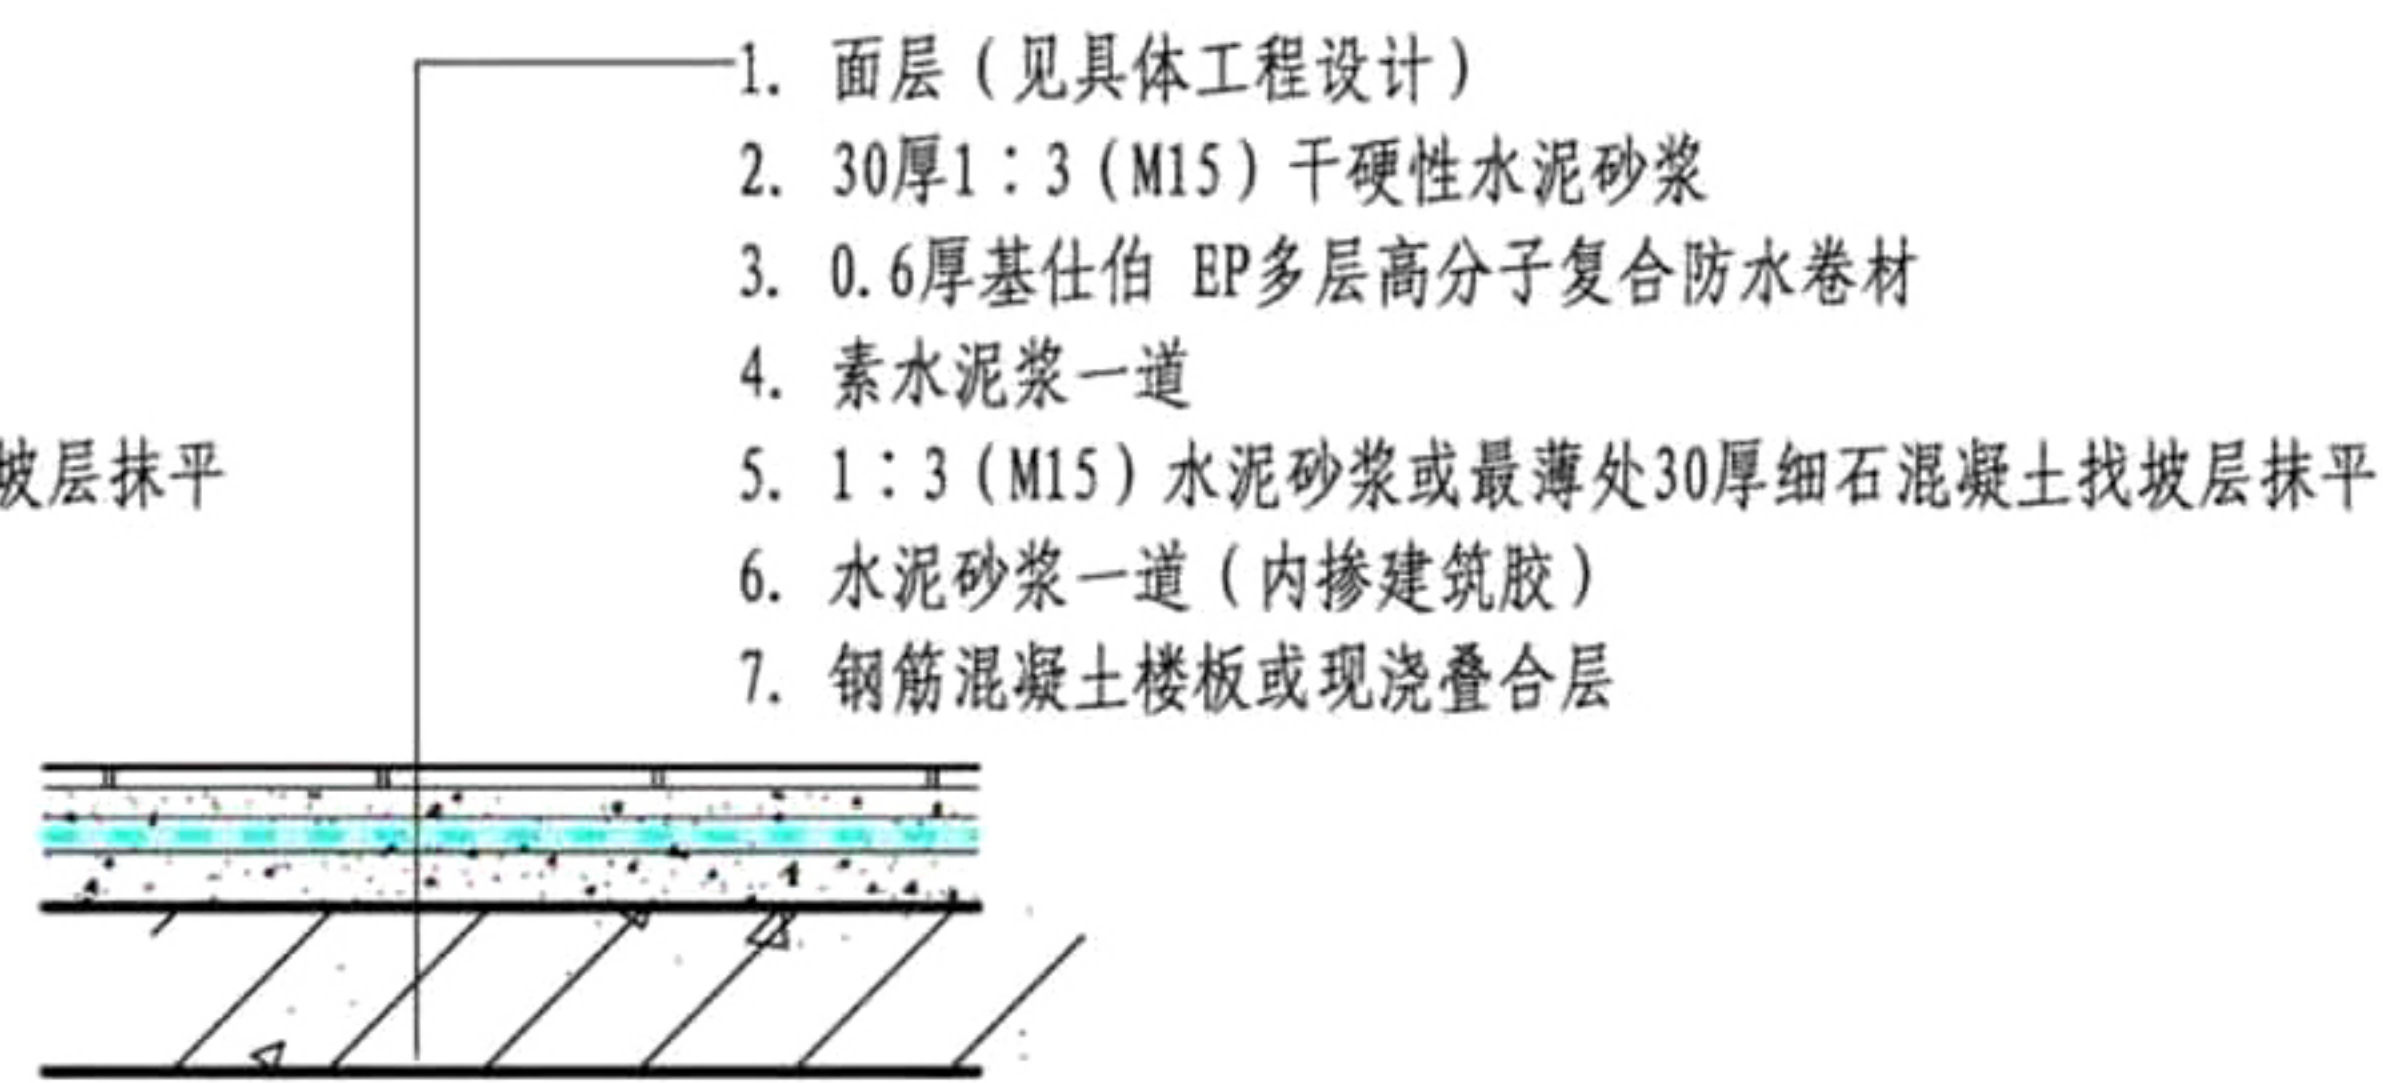 1. 面层（见具体工程设计）
2. 30厚1：3（M15）干硬性水泥砂浆
3. 0.6厚基仕伯 EP多层高分子复合防水卷材
4. 素水泥浆一道
坡层抹平
5. 1：3（M15）水泥砂浆或最薄处30厚细石混凝土找坡层抹平
6. 水泥砂浆一道（内掺建筑胶）
7. 钢筋混凝土楼板或现浇叠合层